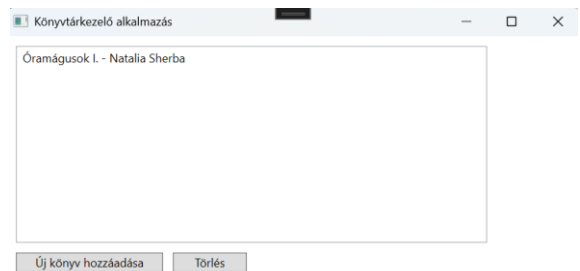 Könyvtárkezelő alkalmazás
Óramágusok I. - Natalia Sherba
Új könyv hozzáadása Törlés